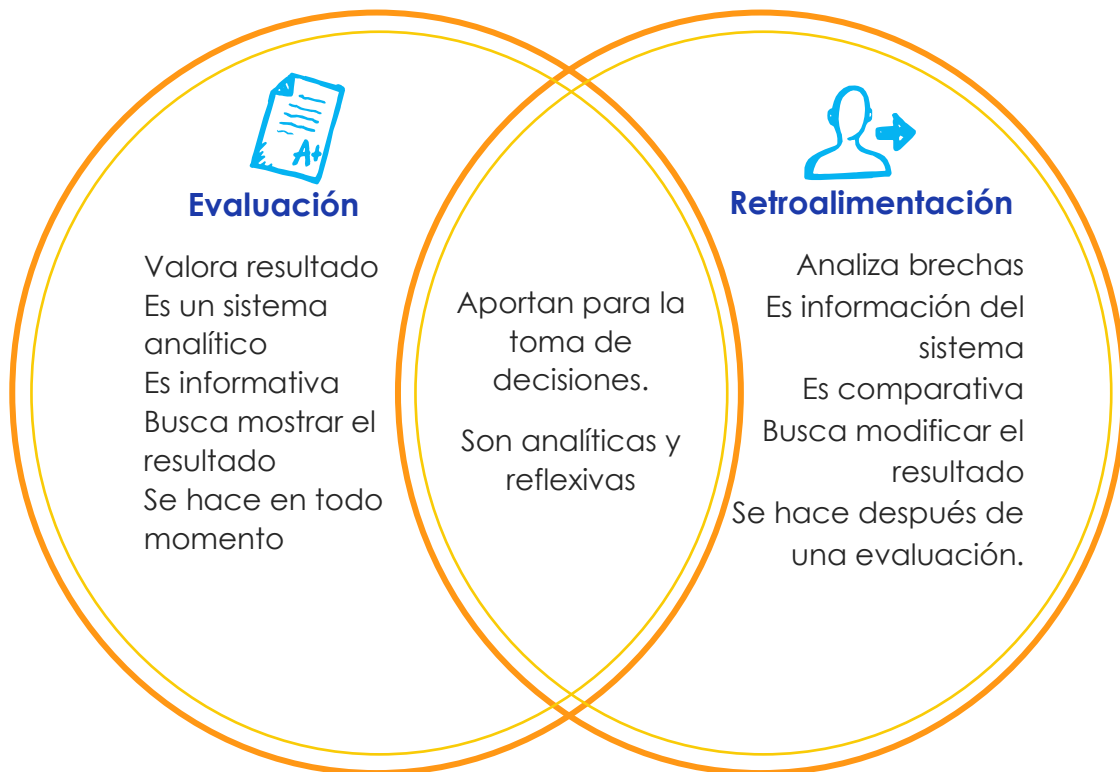 A+
Evaluación
Valora resultado
Es un sistema
analítico
Es informativa
Busca mostrar el
resultado
Se hace en todo
momento
Aportan para la
toma de
decisiones.
Son analíticas y
reflexivas
Retroalimentación
Analiza brechas
Es información del
sistema
Es comparativa
Busca modificar el
resultado
Se hace después de
una evaluación.